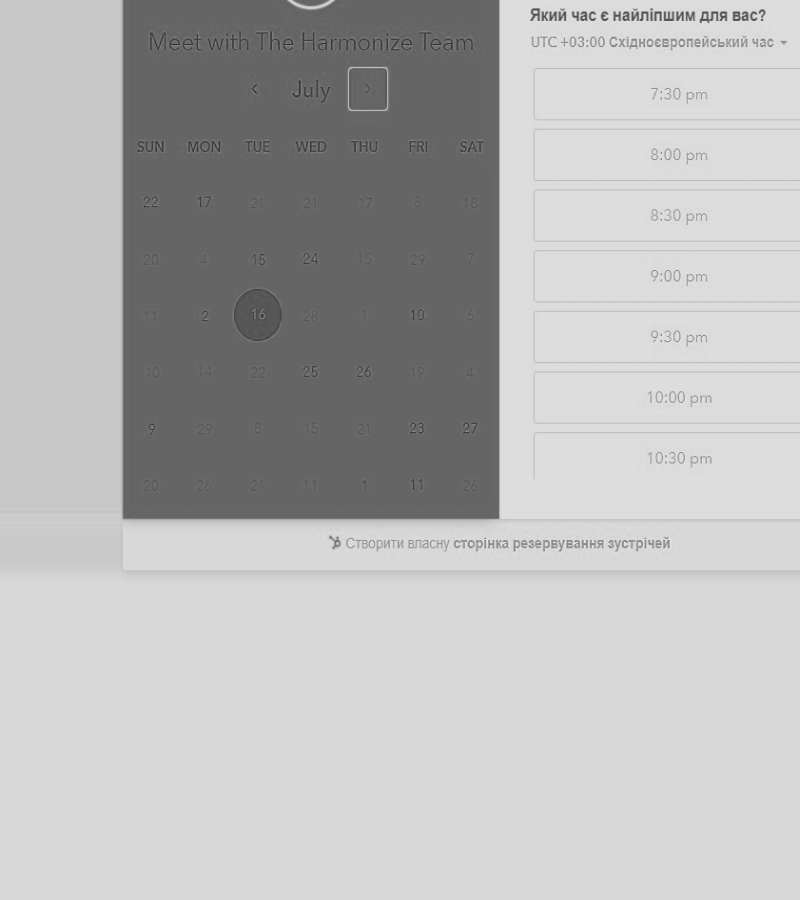 Meet with The Harmonize Team
July
SUN MON TUE WED THU FRI SAT
22 17 21 21 17 8 18
20 4 15 24 15 29 7
11 2 16 28 1 10 6
10 14 22 25 26 19 4
9 29 8 15 21 23 27
20 26 21 11 1 11 26
Який час є найліпшим для вас?
UTC +03:00 Східноєвропейський час
7:30 pm
8:00 pm
8:30 pm
9:00 pm
9:30 pm
10:00 pm
10:30 pm
Створити власну сторінка резервування зустрічей